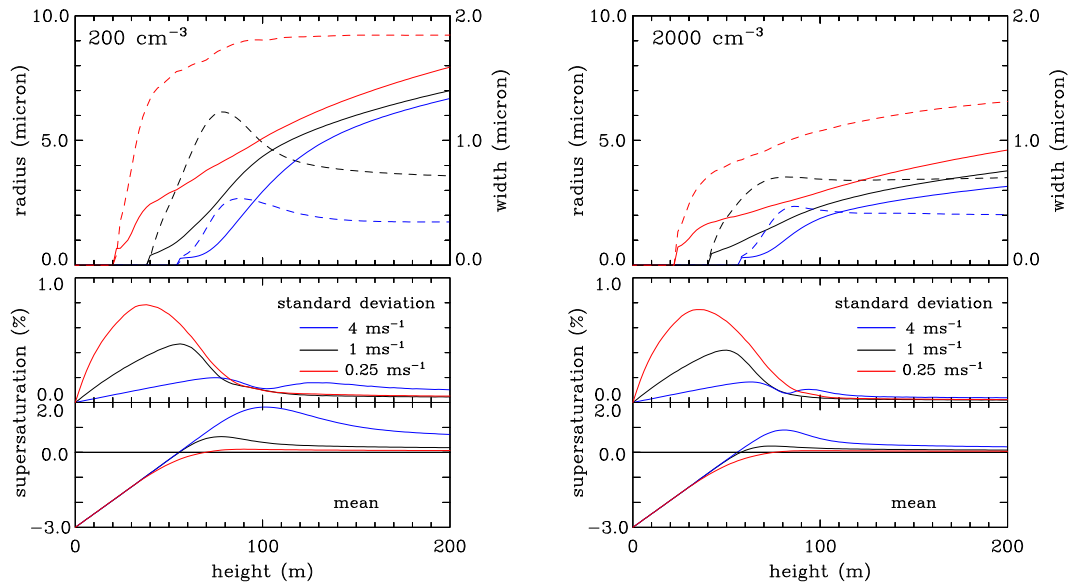 200 cm⁻³
10.0
5.0
0.0
radius (micron)
2.0
1.0
0.0
width (micron)
1.0
0.0
supersaturation (%)
standard deviation
4 ms⁻¹
1 ms⁻¹
0.25 ms⁻¹
2.0
0.0
−3.0
supersaturation (%)
mean
0
100
200
height (m)
2000 cm⁻³
10.0
5.0
0.0
radius (micron)
2.0
1.0
0.0
width (micron)
1.0
0.0
supersaturation (%)
standard deviation
4 ms⁻¹
1 ms⁻¹
0.25 ms⁻¹
2.0
0.0
−3.0
supersaturation (%)
mean
0
100
200
height (m)